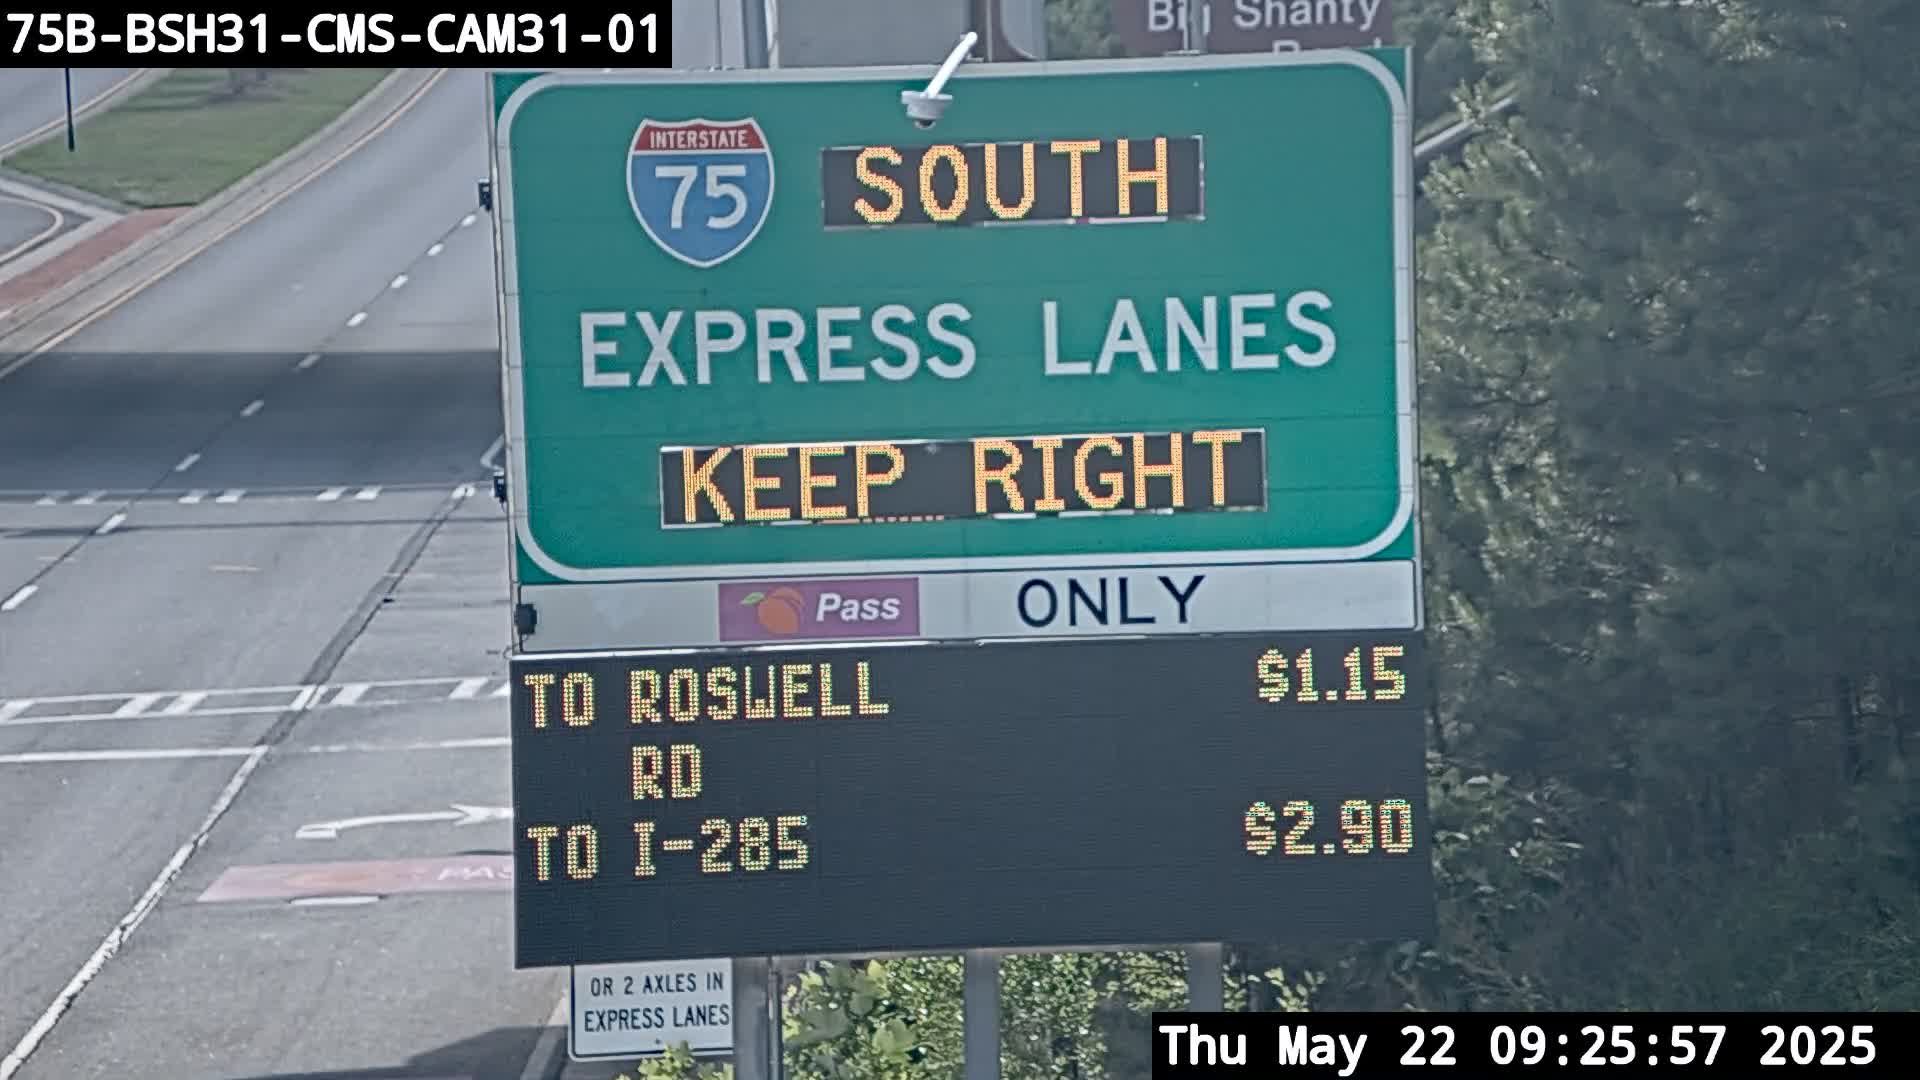 75B-BSH31-CMS-CAM31-01
Big Shanty
INTERSTATE
75
SOUTH
EXPRESS LANES
KEEP RIGHT
Pass ONLY
TO ROSWELL $1.15
RD
TO I-285 $2.90
OR 2 AXLES IN
EXPRESS LANES
Thu May 22 09:25:57 2025